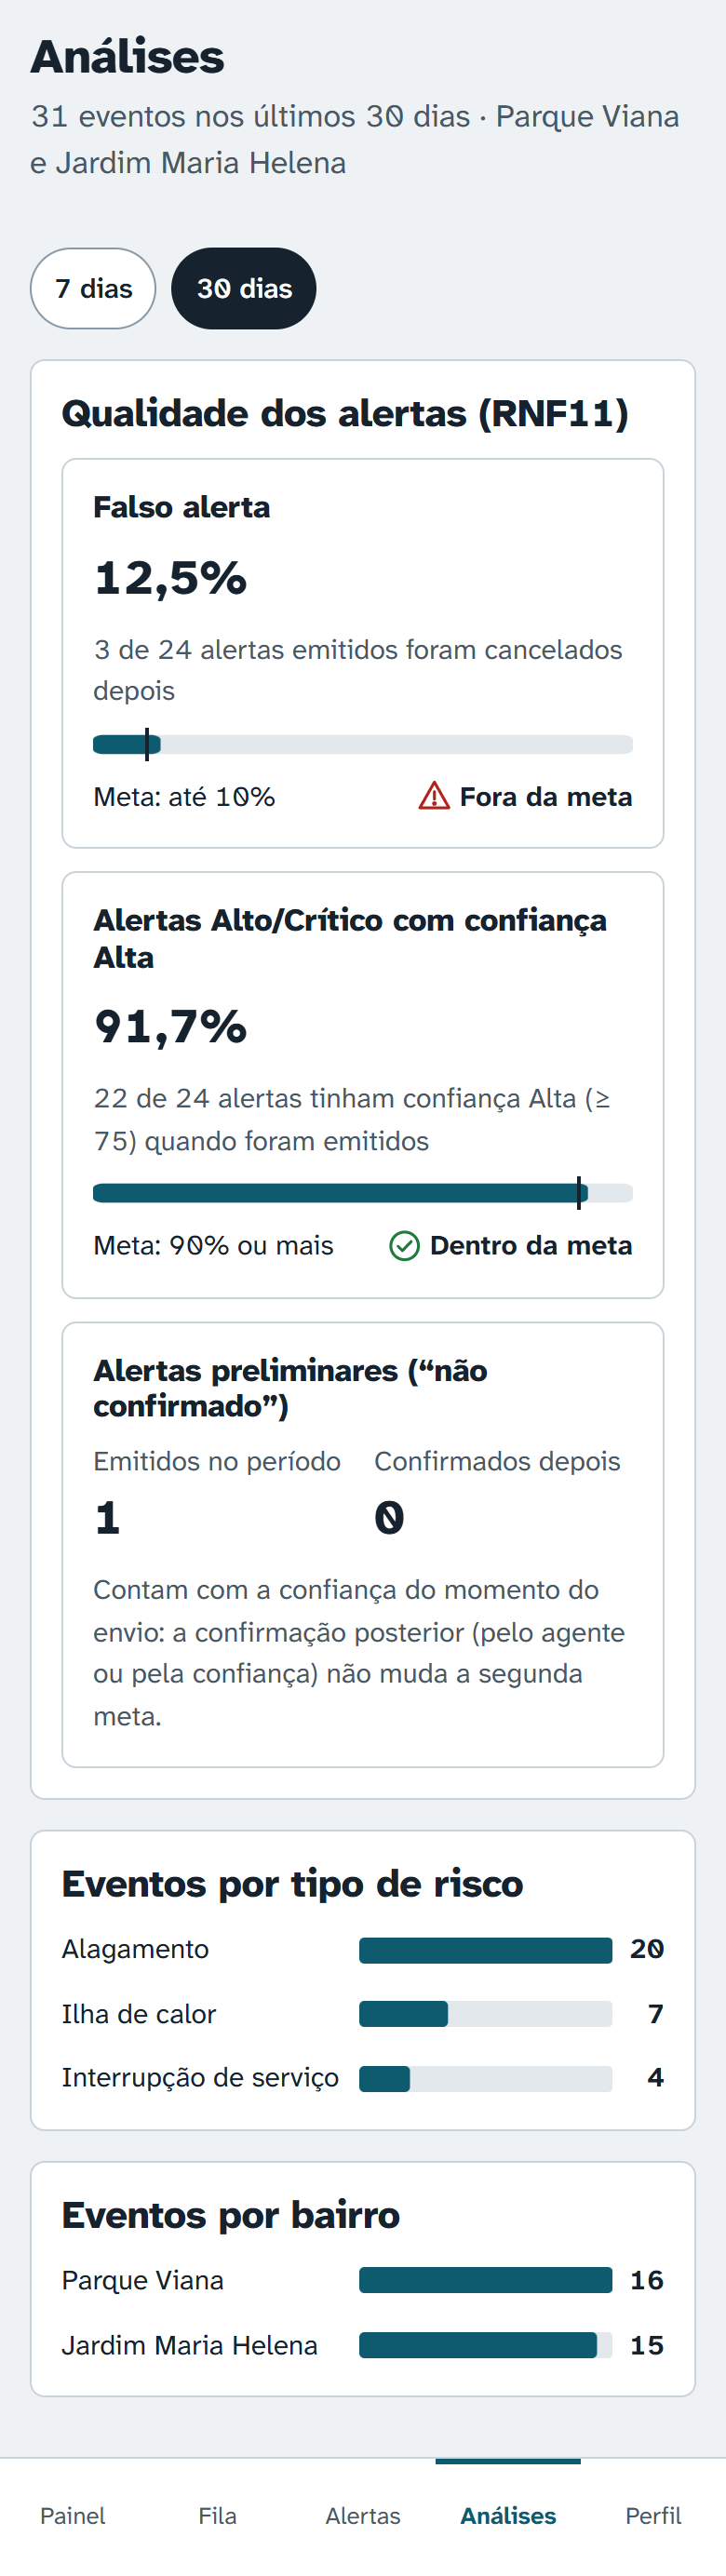 Análises
31 eventos nos últimos 30 dias · Parque Viana
e Jardim Maria Helena
7 dias
30 dias
Qualidade dos alertas (RNF11)
Falso alerta
12,5%
3 de 24 alertas emitidos foram cancelados
depois
Meta: até 10%
Fora da meta
Alertas Alto/Crítico com confiança
Alta
91,7%
22 de 24 alertas tinham confiança Alta (≥
75) quando foram emitidos
Meta: 90% ou mais
Dentro da meta
Alertas preliminares (“não
confirmado”)
Emitidos no período
1
Confirmados depois
0
Contam com a confiança do momento do
envio: a confirmação posterior (pelo agente
ou pela confiança) não muda a segunda
meta.
Eventos por tipo de risco
Alagamento 20
Ilha de calor 7
Interrupção de serviço 4
Eventos por bairro
Parque Viana 16
Jardim Maria Helena 15
Painel Fila Alertas Análises Perfil